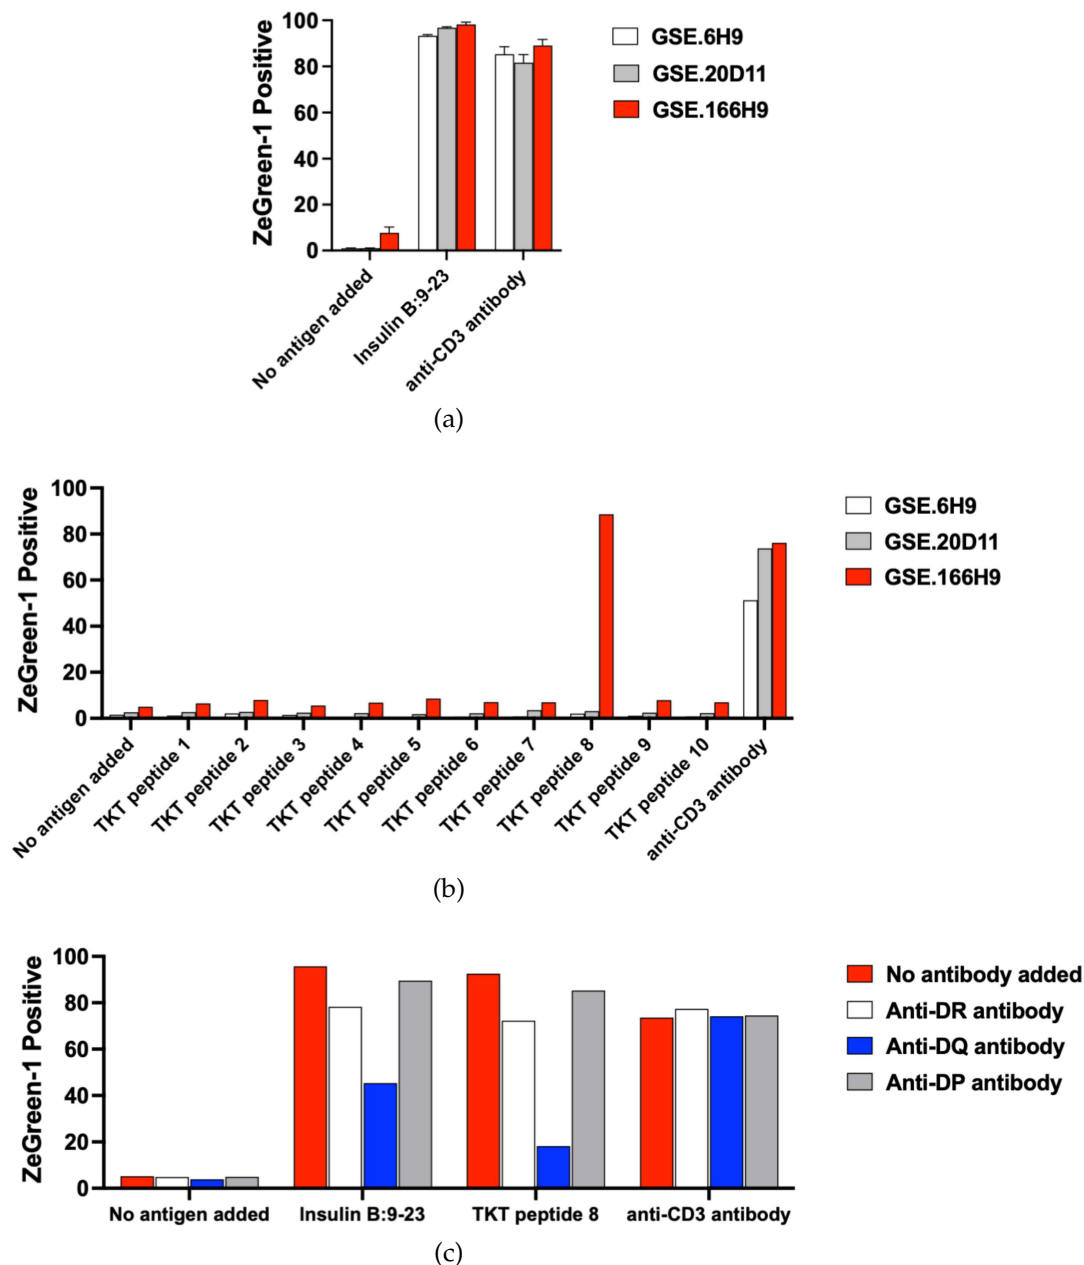 ZeGreen-1 Positive
100
80
60
40
20
0
No antigen added
Insulin B:9-23
anti-CD3 antibody
GSE.6H9
GSE.20D11
GSE.166H9
(a)
ZeGreen-1 Positive
100
80
60
40
20
0
No antigen added
TKT peptide 1
TKT peptide 2
TKT peptide 3
TKT peptide 4
TKT peptide 5
TKT peptide 6
TKT peptide 7
TKT peptide 8
TKT peptide 9
TKT peptide 10
anti-CD3 antibody
GSE.6H9
GSE.20D11
GSE.166H9
(b)
ZeGreen-1 Positive
100
80
60
40
20
0
No antigen added
Insulin B:9-23
TKT peptide 8
anti-CD3 antibody
No antibody added
Anti-DR antibody
Anti-DQ antibody
Anti-DP antibody
(c)